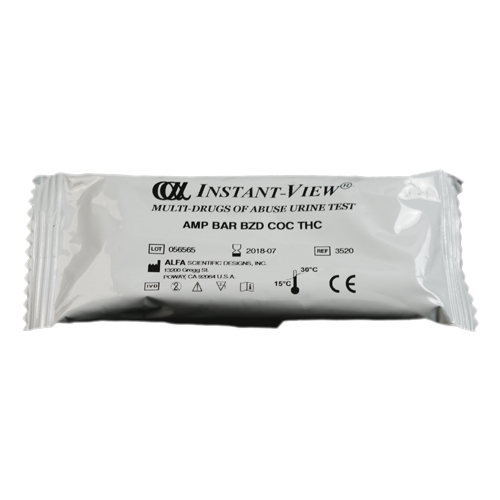 INSTANT-VIEW®
MULTI-DRUGS OF ABUSE URINE TEST
AMP BAR BZD COC THC
LOT 056565 2018-07 REF 3520
ALFA SCIENTIFIC DESIGNS, INC.
13200 Gregg St.
POWAY, CA 92064 U.S.A.
30°C
15°C
IVD 2 CE